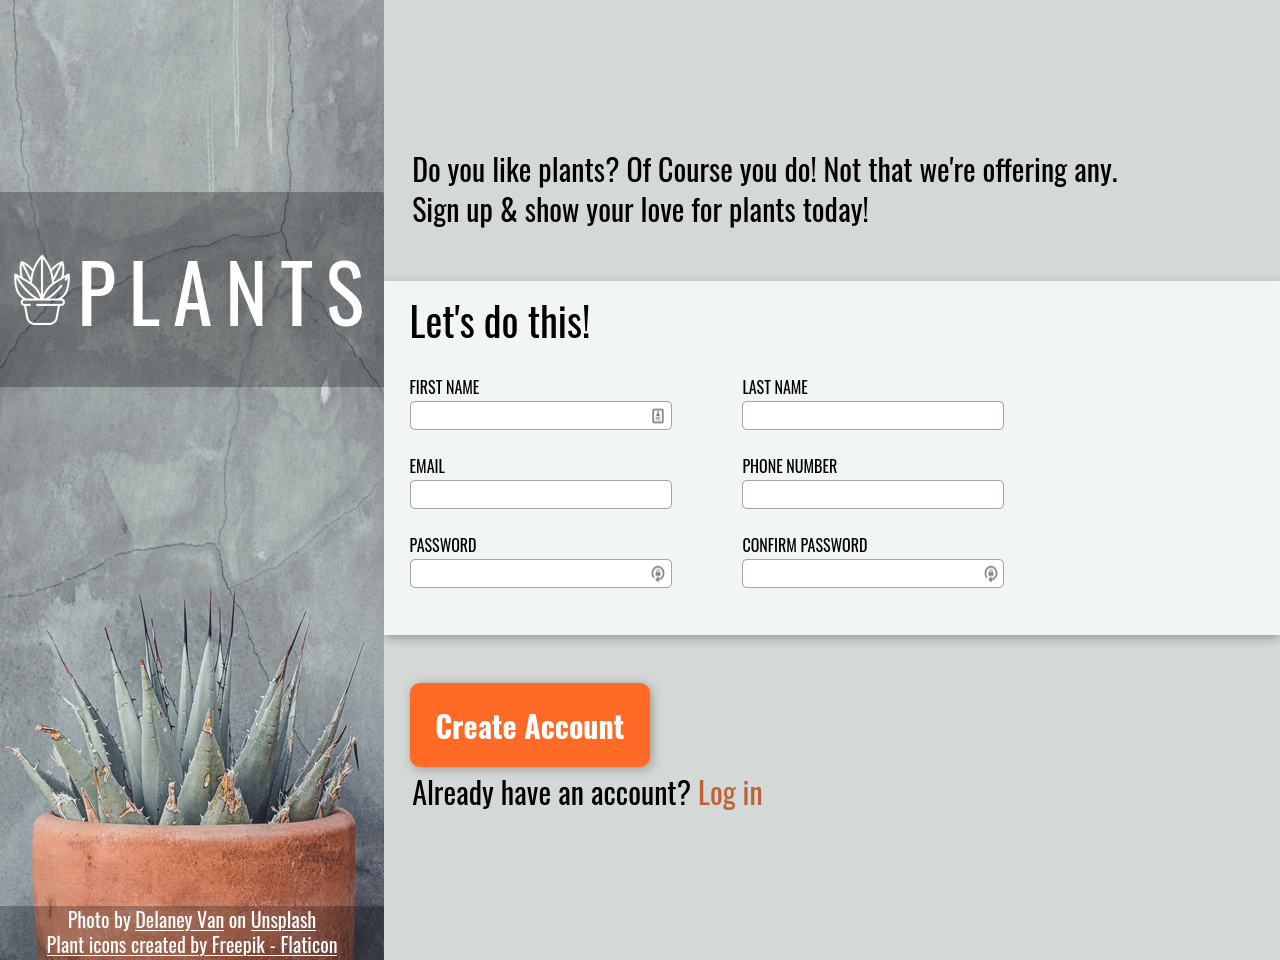 PLANTS
Do you like plants? Of Course you do! Not that we're offering any.
Sign up & show your love for plants today!
Let's do this!
FIRST NAME
LAST NAME
EMAIL
PHONE NUMBER
PASSWORD
CONFIRM PASSWORD
Create Account
Already have an account? Log in
Photo by Delaney Van on Unsplash
Plant icons created by Freepik - Flaticon